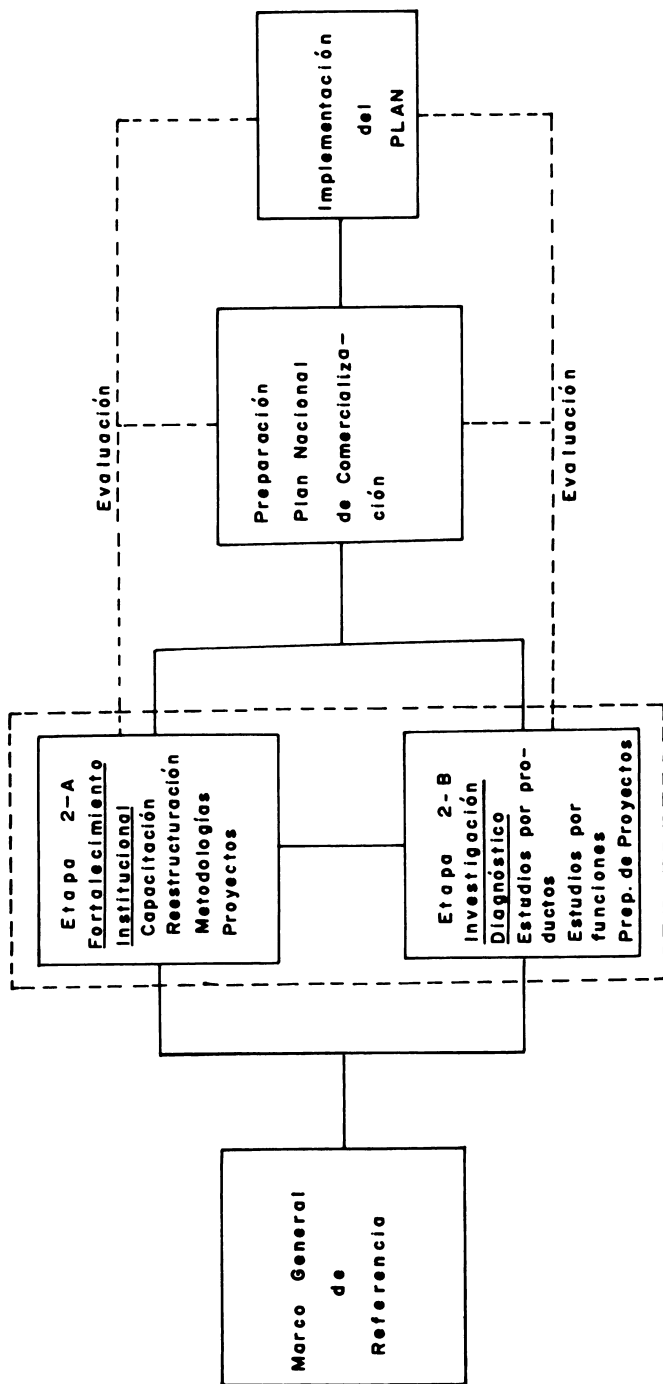 Marco General
de
Referencia
Etapa 2-A
Fortalecimiento
Institucional
Capacitación
Reestructuración
Metodologías
Proyectos
Etapa 2-B
Investigación
Diagnóstico
Estudios por pro-
ductos
Estudios por
funciones
Prep. de Proyectos
Evaluación
Preparación
Plan Nacional
de Comercializa-
ción
Evaluación
Implementación
del
PLAN